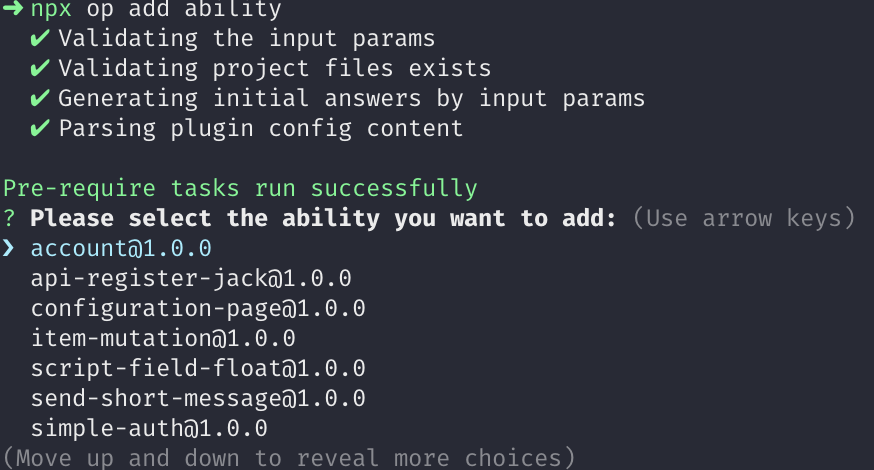 ➜ npx op add ability
✔ Validating the input params
✔ Validating project files exists
✔ Generating initial answers by input params
✔ Parsing plugin config content
Pre-require tasks run successfully
? Please select the ability you want to add: (Use arrow keys)
❯ account@1.0.0
api-register-jack@1.0.0
configuration-page@1.0.0
item-mutation@1.0.0
script-field-float@1.0.0
send-short-message@1.0.0
simple-auth@1.0.0
(Move up and down to reveal more choices)